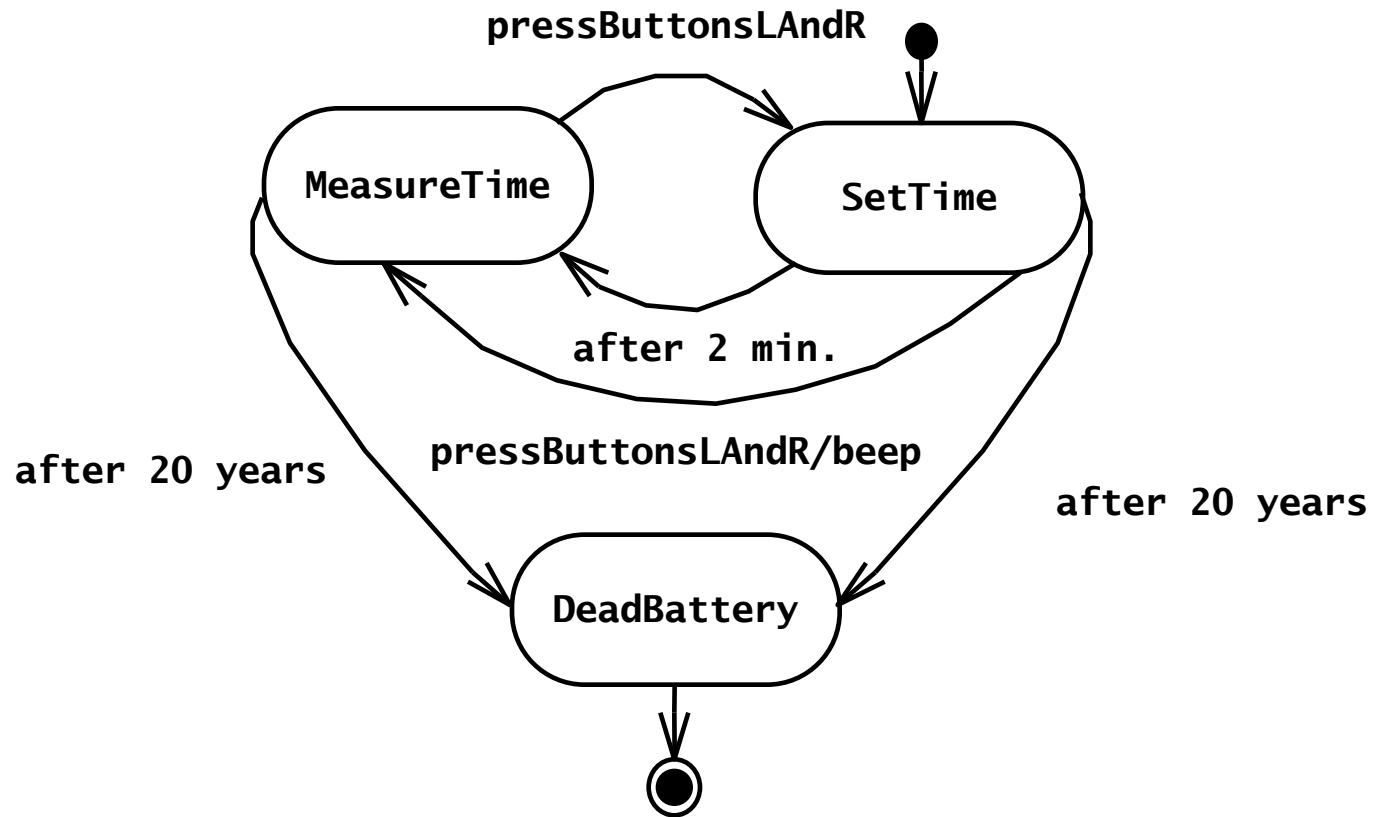 pressButtonsLAndR
MeasureTime
SetTime
after 2 min.
pressButtonsLAndR/beep
after 20 years
after 20 years
DeadBattery